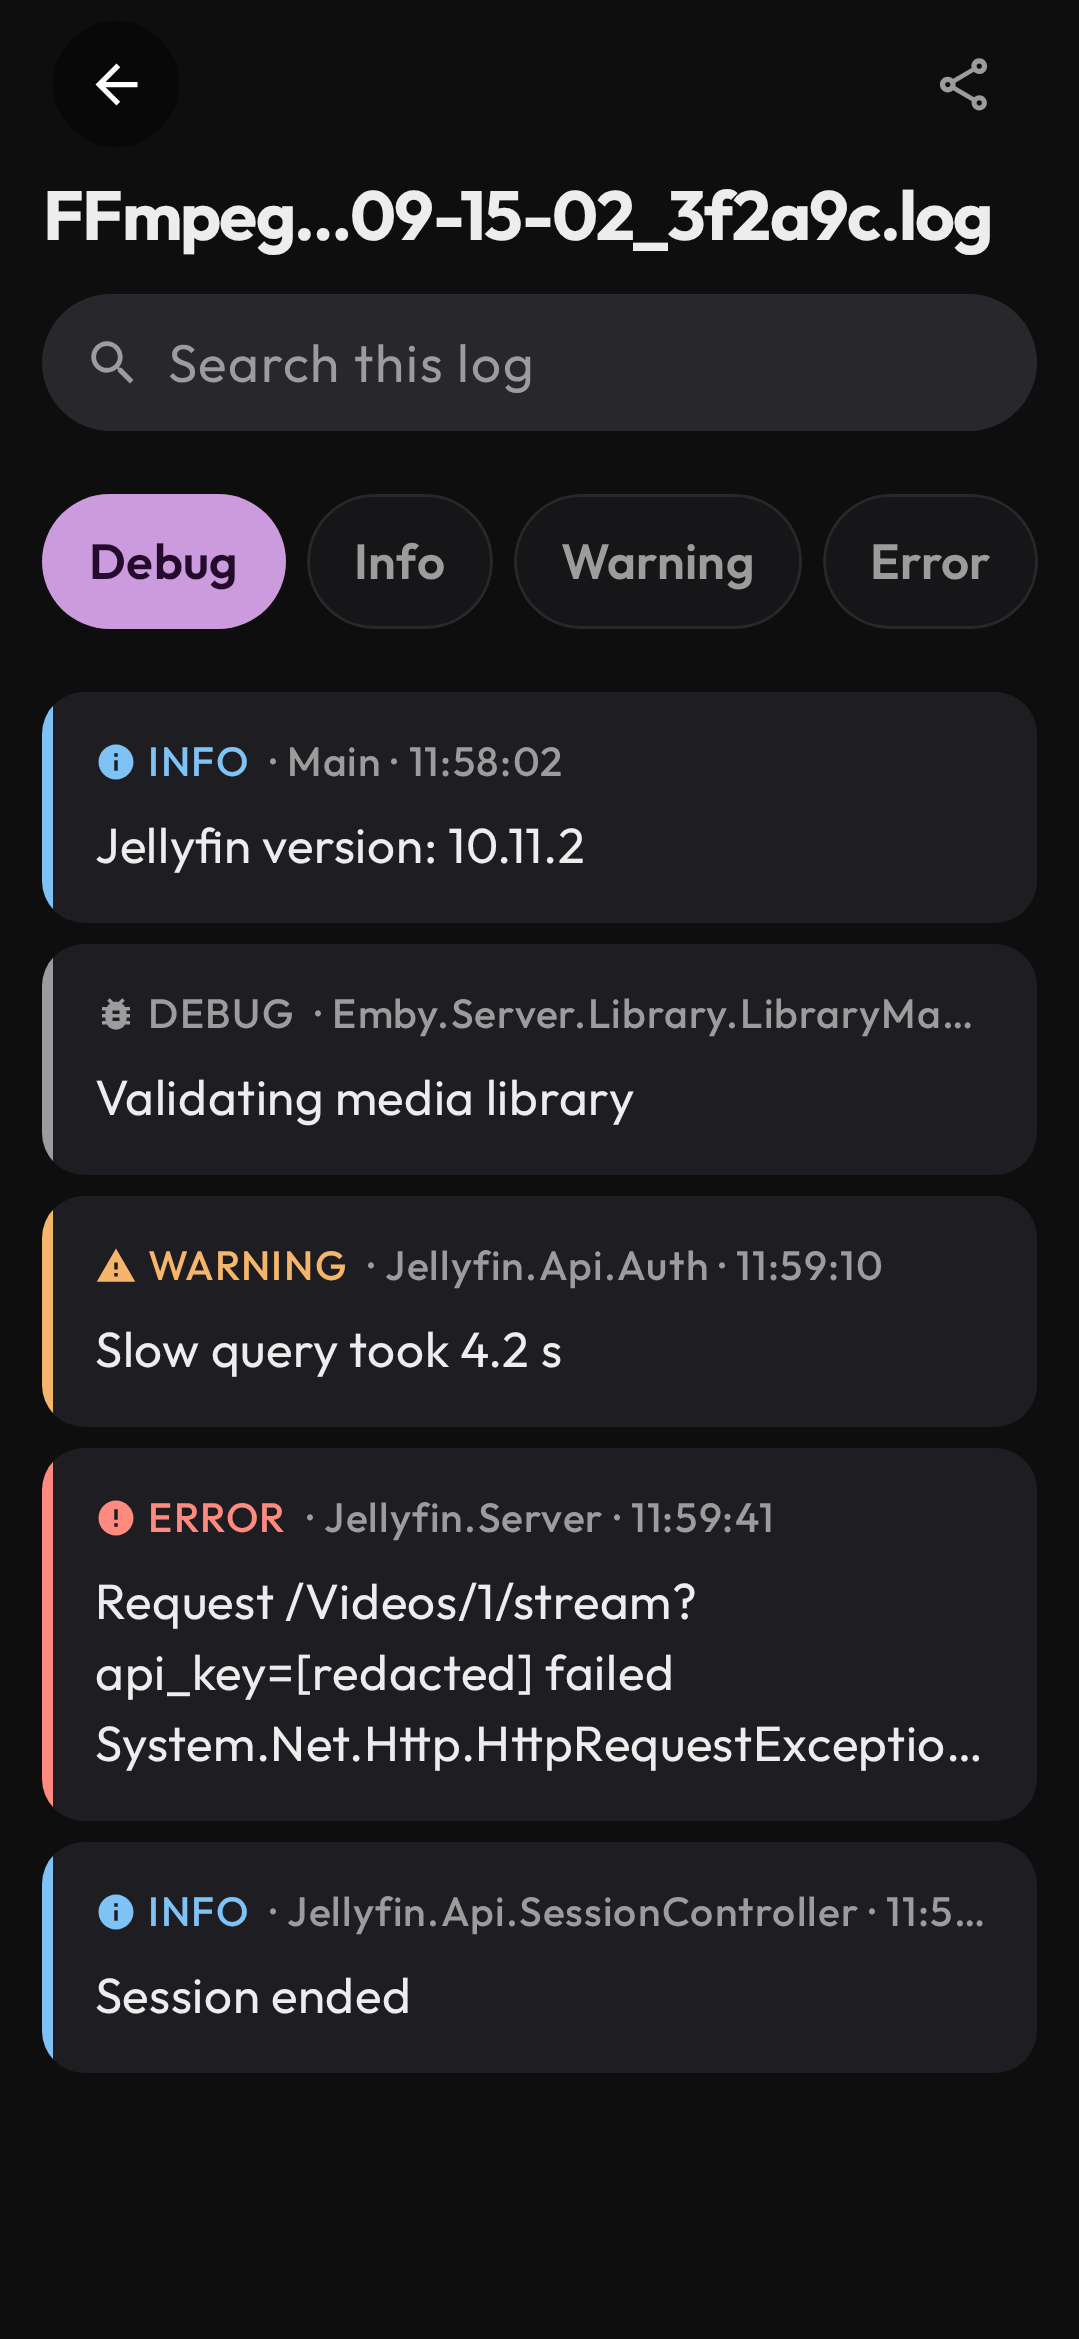 FFmpeg...09-15-02_3f2a9c.log
Search this log
Debug Info Warning Error
INFO · Main · 11:58:02
Jellyfin version: 10.11.2
DEBUG · Emby.Server.Library.LibraryMa...
Validating media library
WARNING · Jellyfin.Api.Auth · 11:59:10
Slow query took 4.2 s
ERROR · Jellyfin.Server · 11:59:41
Request /Videos/1/stream?
api_key=[redacted] failed
System.Net.Http.HttpRequestExceptio...
INFO · Jellyfin.Api.SessionController · 11:5...
Session ended